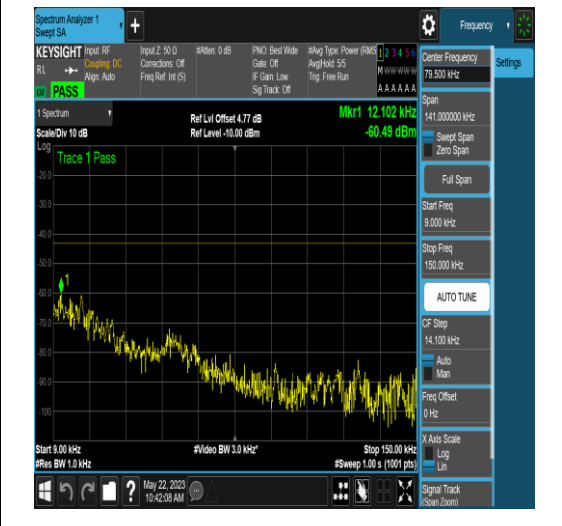 Spectrum Analyzer 1
Swept SA
+
Frequency
KEYSIGHT
RL
Input: RF
Coupling: DC
Align: Auto
Input Z: 50 Ω
Corrections: Off
Freq Ref: Int (S)
#Atten: 0 dB
PNO: Best Wide
Gate: Off
IF Gain: Low
Sig Track: Off
#Avg Type: Power (RMS
Avg|Hold: 5/5
Trig: Free Run
1 2 3 4 5 6
M W W W W W
A A A A A A
PASS
1 Spectrum
Scale/Div 10 dB
Ref Lvl Offset 4.77 dB
Ref Level -10.00 dBm
Mkr1 12.102 kHz
-60.49 dBm
Log
Trace 1 Pass
-20.0
-30.0
-40.0
-50.0
-60.0
-70.0
-80.0
-90.0
-100
1
Start 9.00 kHz
#Res BW 1.0 kHz
#Video BW 3.0 kHz*
Stop 150.00 kHz
#Sweep 1.00 s (1001 pts)
?
May 22, 2023
10:42:08 AM
Center Frequency
79.500 kHz
Settings
Span
141.000000 kHz
Swept Span
Zero Span
Full Span
Start Freq
9.000 kHz
Stop Freq
150.000 kHz
AUTO TUNE
CF Step
14.100 kHz
Auto
Man
Freq Offset
0 Hz
X Axis Scale
Log
Lin
Signal Track
(Span Zoom)